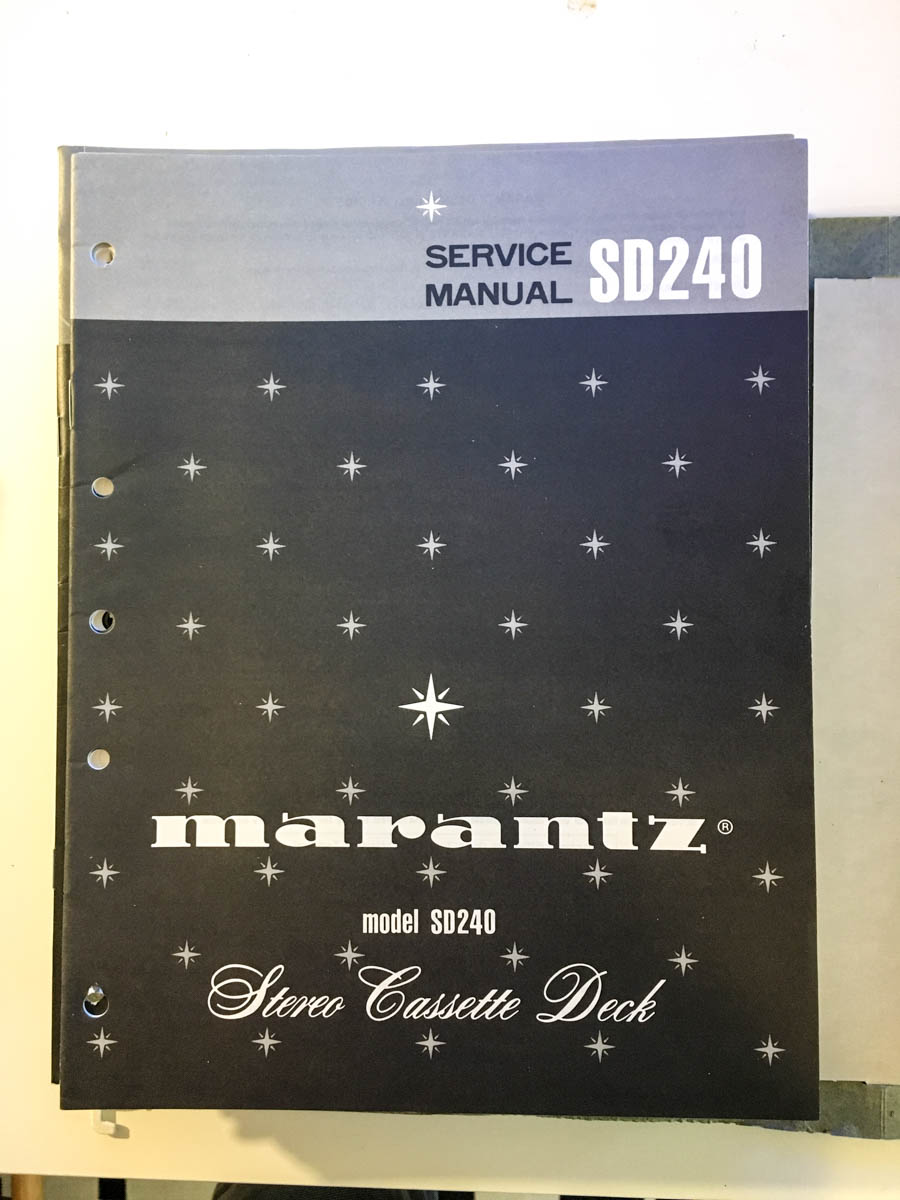 SERVICE
MANUAL SD240
marantz®
model SD240
Stereo Cassette Deck